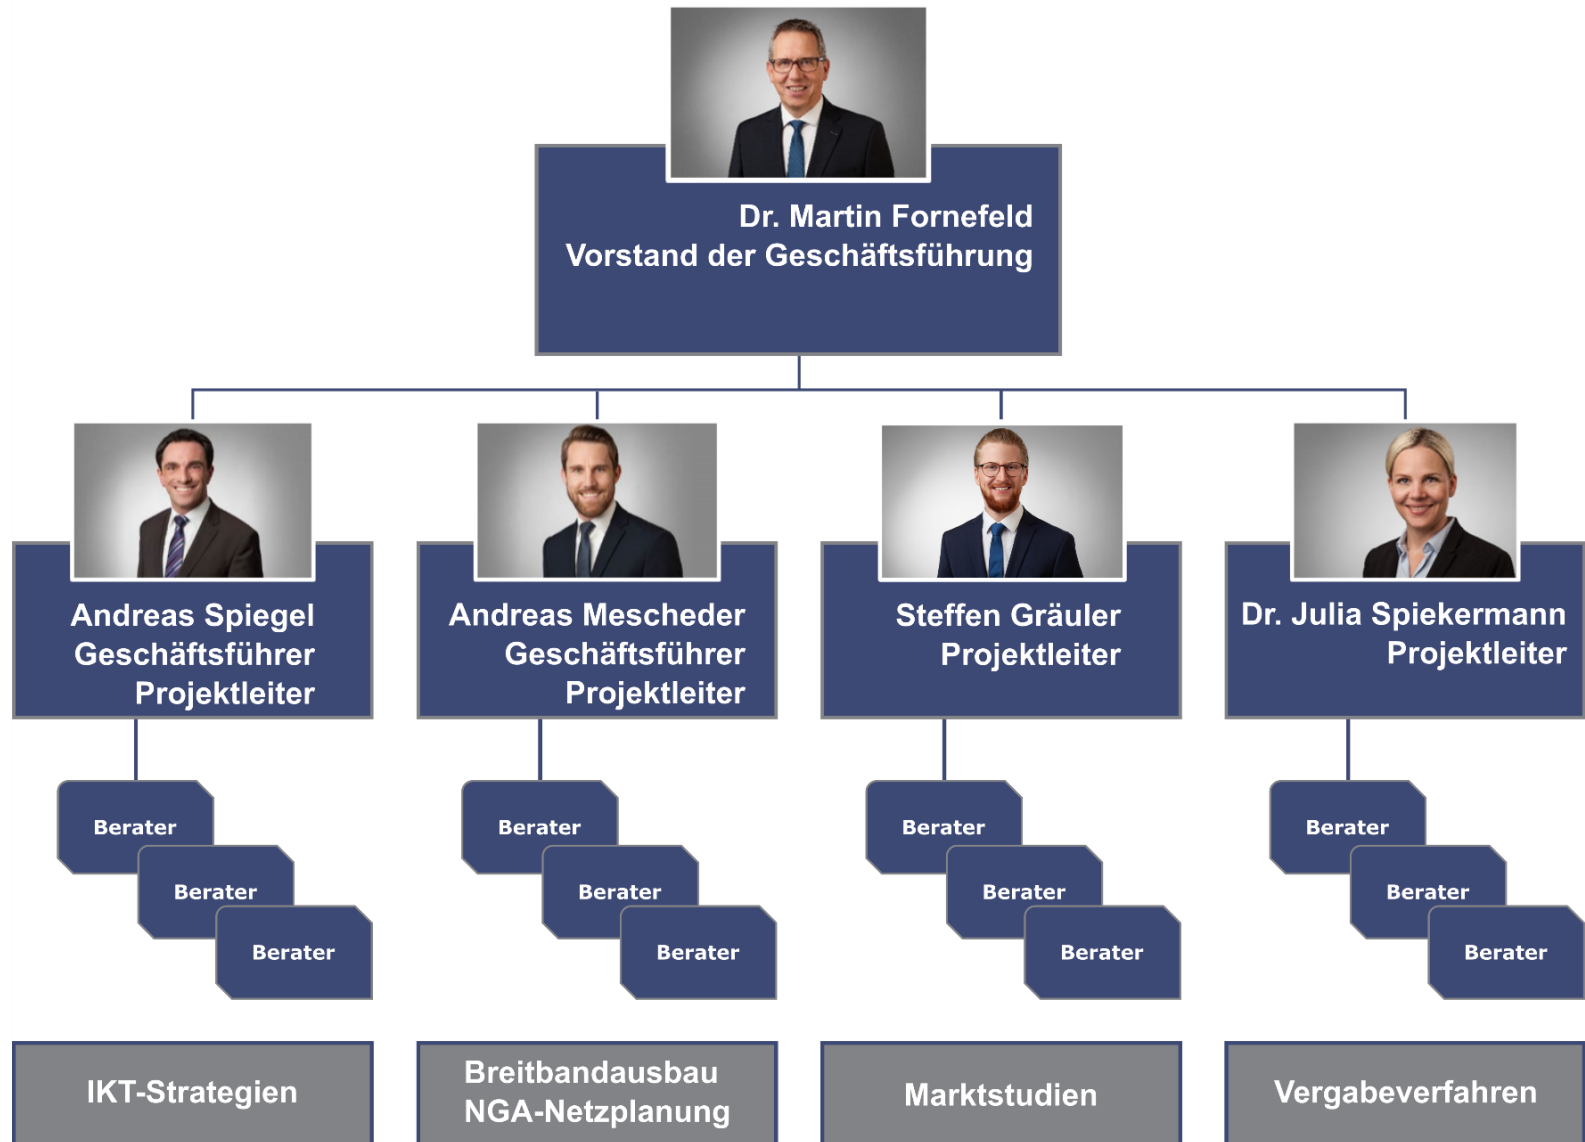 Dr. Martin Fornefeld
Vorstand der Geschäftsführung
Andreas Spiegel
Geschäftsführer
Projektleiter
Andreas Mescheder
Geschäftsführer
Projektleiter
Steffen Gräuler
Projektleiter
Dr. Julia Spiekermann
Projektleiter
Berater
Berater
Berater
Berater
Berater
Berater
Berater
Berater
Berater
Berater
Berater
Berater
IKT-Strategien
Breitbandausbau
NGA-Netzplanung
Marktstudien
Vergabeverfahren